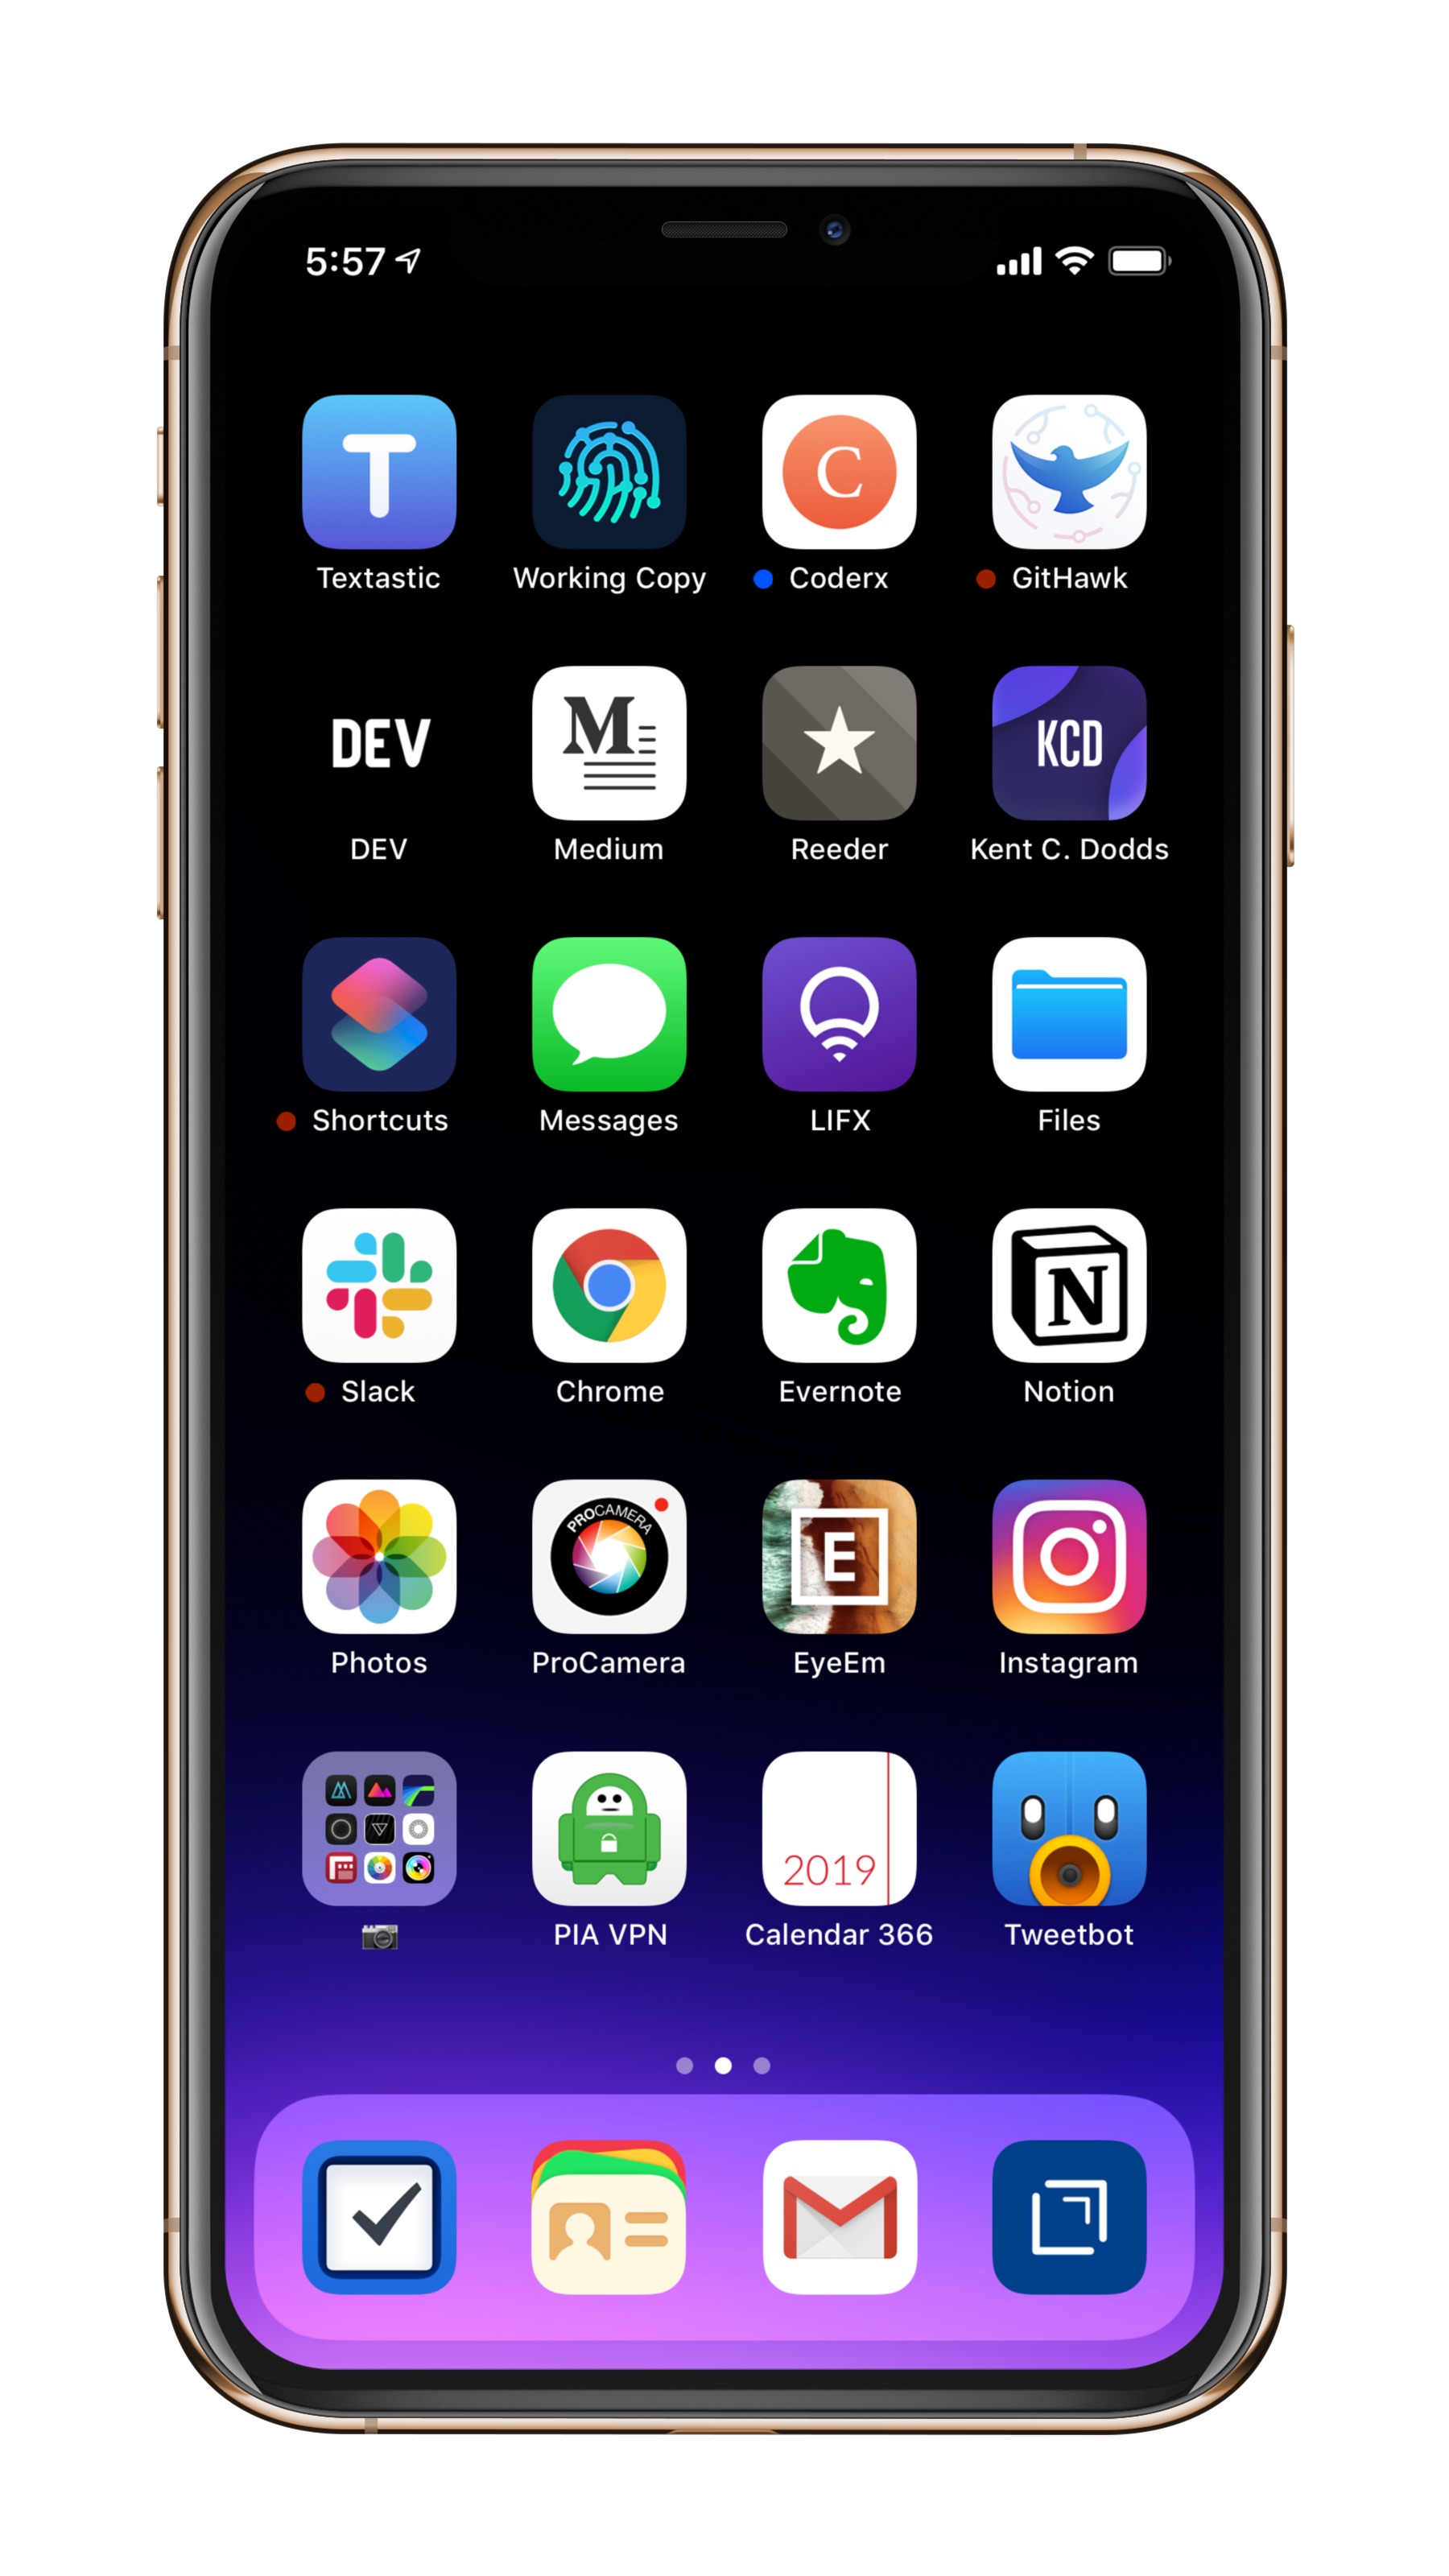 5:57
T
C
Textastic
Working Copy
Coderx
GitHawk
DEV
M
KCD
DEV
Medium
Reeder
Kent C. Dodds
Shortcuts
Messages
LIFX
Files
N
Slack
Chrome
Evernote
Notion
PROCAMERA
E
Photos
ProCamera
EyeEm
Instagram
2019
PIA VPN
Calendar 366
Tweetbot